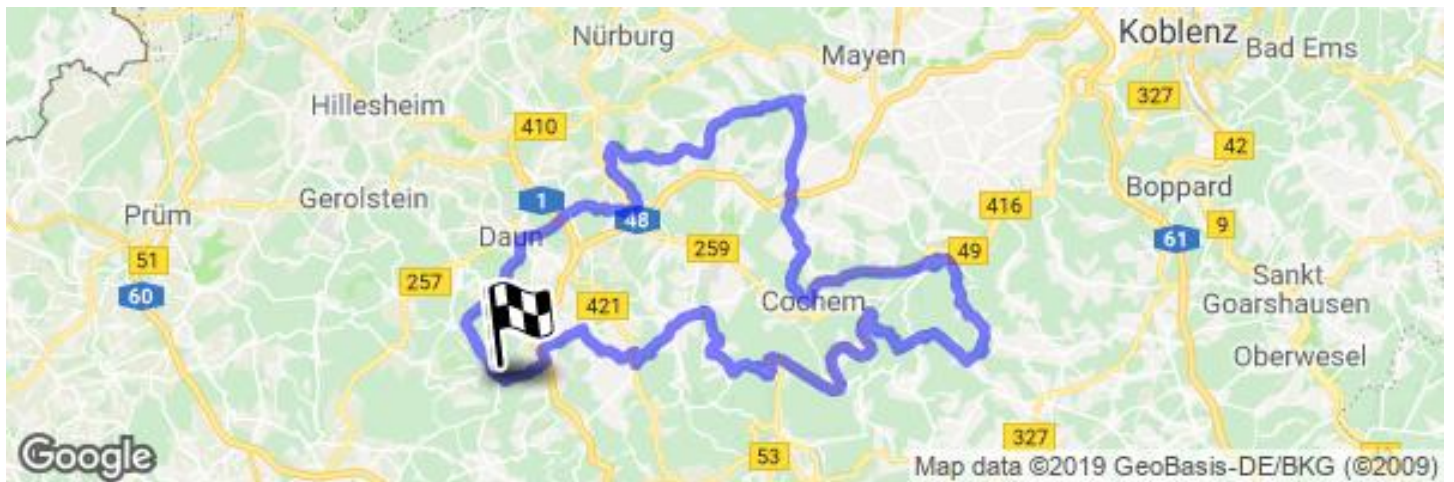 Nürburg
Koblenz
Mayen
Bad Ems
Hillesheim
327
410
42
Gerolstein
1
Boppard
Prüm
48
416
9
Daun
51
259
49
61
257
Sankt
Goarshausen
60
421
Cochem
Oberwesel
327
53
Google
Map data ©2019 GeoBasis-DE/BKG (©2009)